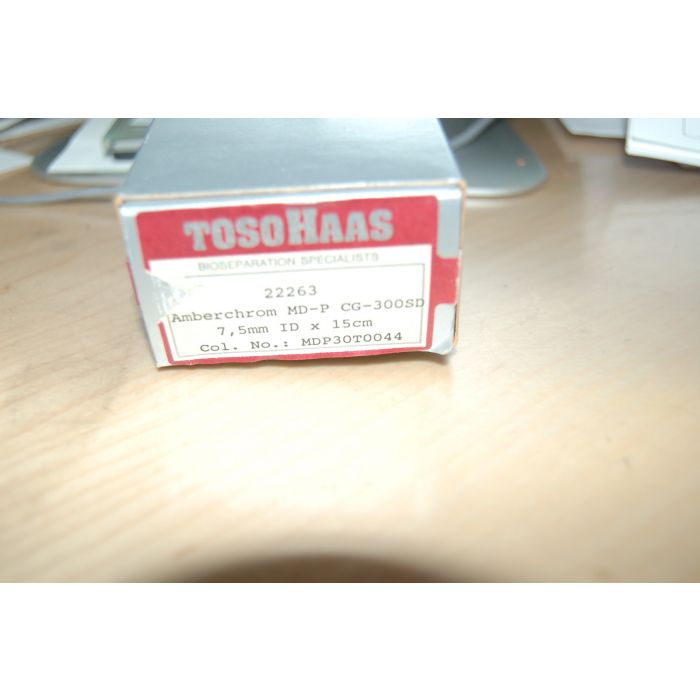 TOSOHAAS
BIOSEPARATION SPECIALISTS
22263
Amberchrom MD-P CG-300SD
7,5mm ID x 15cm
Col. No.: MDP30T0044